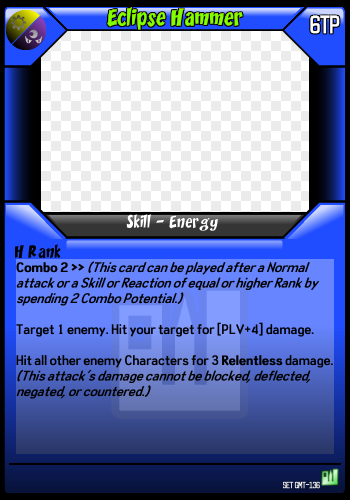 Eclipse Hammer
6TP
Skill - Energy
H Rank
Combo 2 >> (This card can be played after a Normal
attack or a Skill or Reaction of equal or higher Rank by
spending 2 Combo Potential.)
Target 1 enemy. Hit your target for [PLV+4] damage.
Hit all other enemy Characters for 3 Relentless damage.
(This attack's damage cannot be blocked, deflected,
negated, or countered.)
SET GMT-136